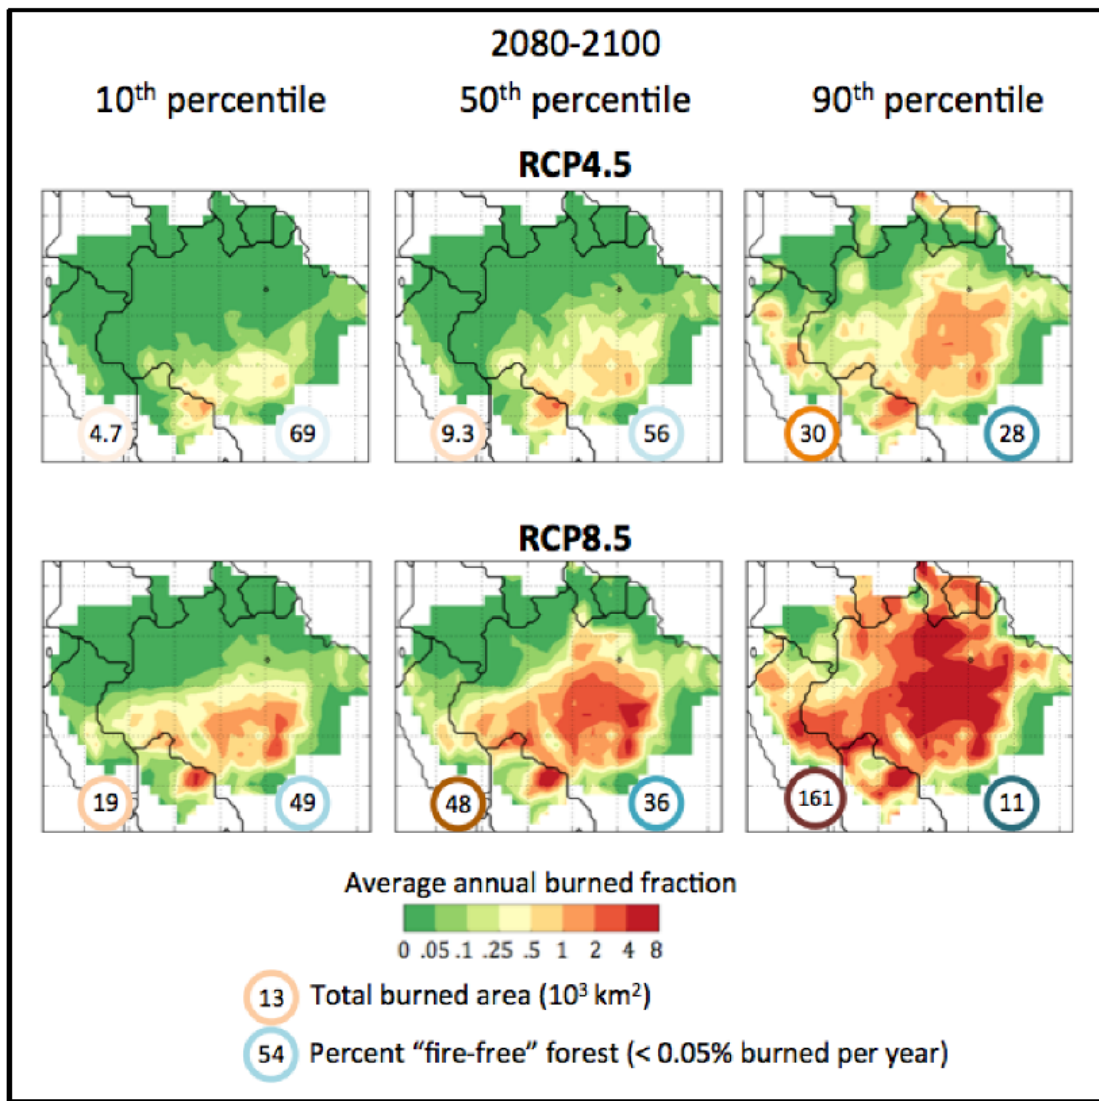 2080-2100
10th percentile 50th percentile 90th percentile
RCP4.5
4.7 69 9.3 56 30 28
RCP8.5
19 49 48 36 161 11
Average annual burned fraction
0 .05 .1 .25 .5 1 2 4 8
13 Total burned area (10³ km²)
54 Percent “fire-free” forest (< 0.05% burned per year)